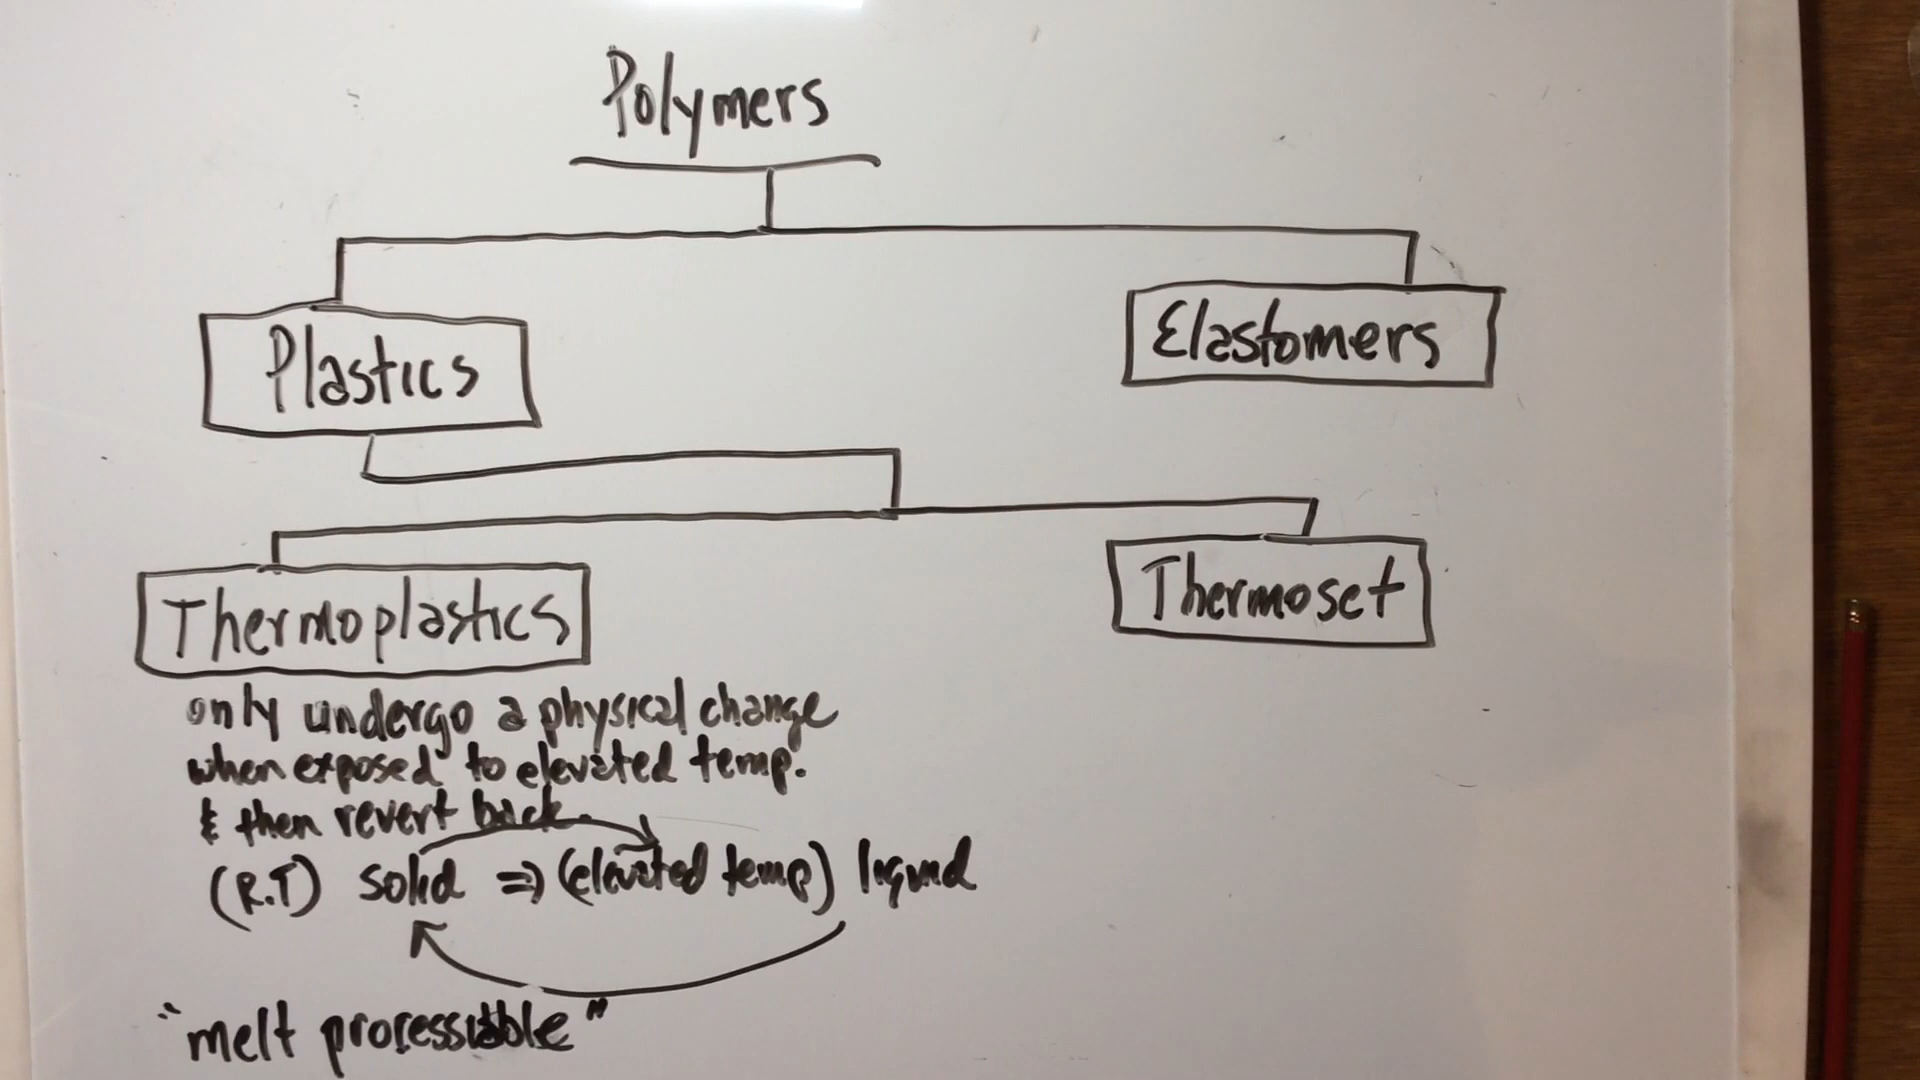 Polymers
Plastics
Elastomers
Thermoplastics
Thermoset
only undergo a physical change
when exposed to elevated temp.
& then revert back.
(R.T) solid ⇒ (elevated temp) liquid
"melt processible"